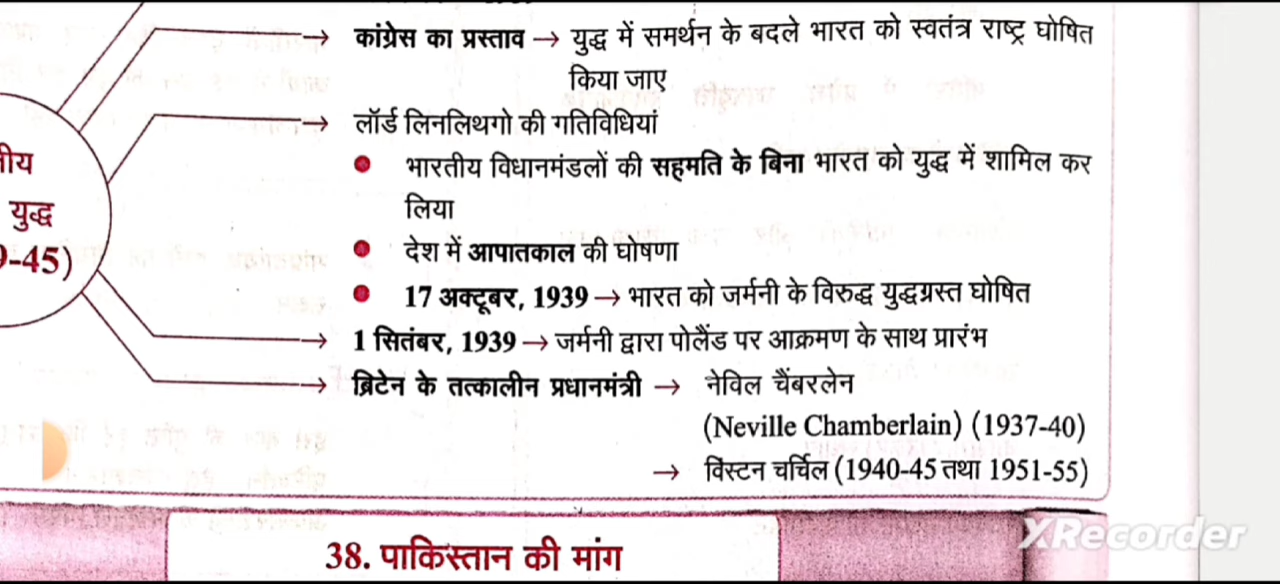 कांग्रेस का प्रस्ताव → युद्ध में समर्थन के बदले भारत को स्वतंत्र राष्ट्र घोषित
किया जाए
लॉर्ड लिनलिथगो की गतिविधियां
• भारतीय विधानमंडलों की सहमति के बिना भारत को युद्ध में शामिल कर
लिया
• देश में आपातकाल की घोषणा
• 17 अक्टूबर, 1939 → भारत को जर्मनी के विरुद्ध युद्धग्रस्त घोषित
1 सितंबर, 1939 → जर्मनी द्वारा पोलैंड पर आक्रमण के साथ प्रारंभ
ब्रिटेन के तत्कालीन प्रधानमंत्री → नेविल चैंबरलेन
(Neville Chamberlain) (1937-40)
→ विंस्टन चर्चिल (1940-45 तथा 1951-55)
तीय
युद्ध
-45)
38. पाकिस्तान की मांग
XRecorder